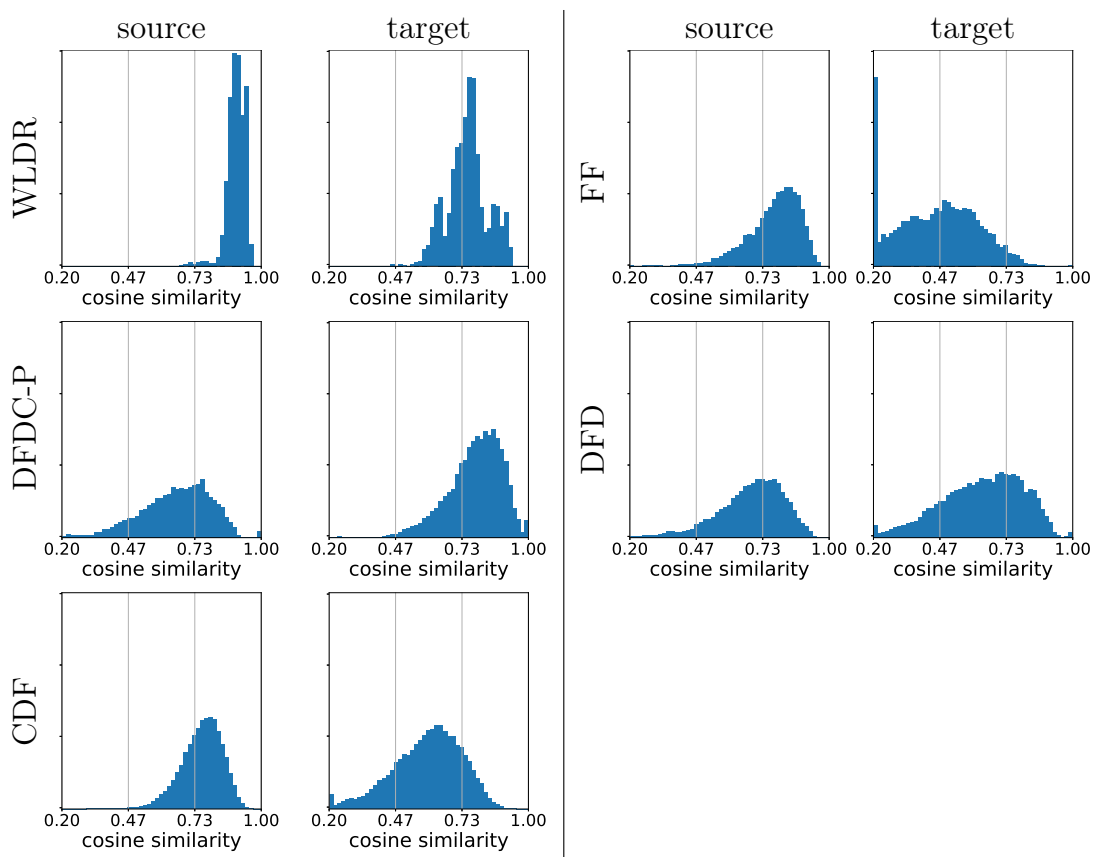 source target
WLDR
0.20 0.47 0.73 1.00 0.20 0.47 0.73 1.00
cosine similarity cosine similarity
DFDC-P
0.20 0.47 0.73 1.00 0.20 0.47 0.73 1.00
cosine similarity cosine similarity
CDF
0.20 0.47 0.73 1.00 0.20 0.47 0.73 1.00
cosine similarity cosine similarity
source target
FF
0.20 0.47 0.73 1.00 0.20 0.47 0.73 1.00
cosine similarity cosine similarity
DFD
0.20 0.47 0.73 1.00 0.20 0.47 0.73 1.00
cosine similarity cosine similarity